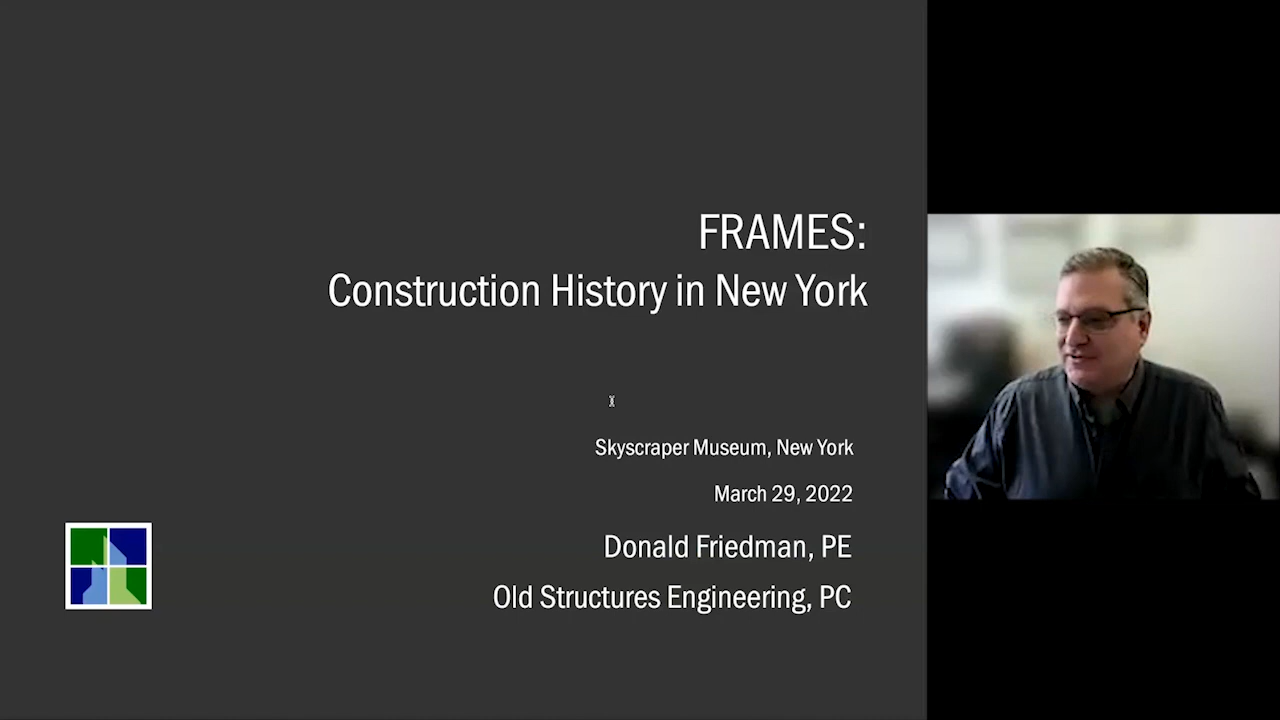 FRAMES:
Construction History in New York
Skyscraper Museum, New York
March 29, 2022
Donald Friedman, PE
Old Structures Engineering, PC